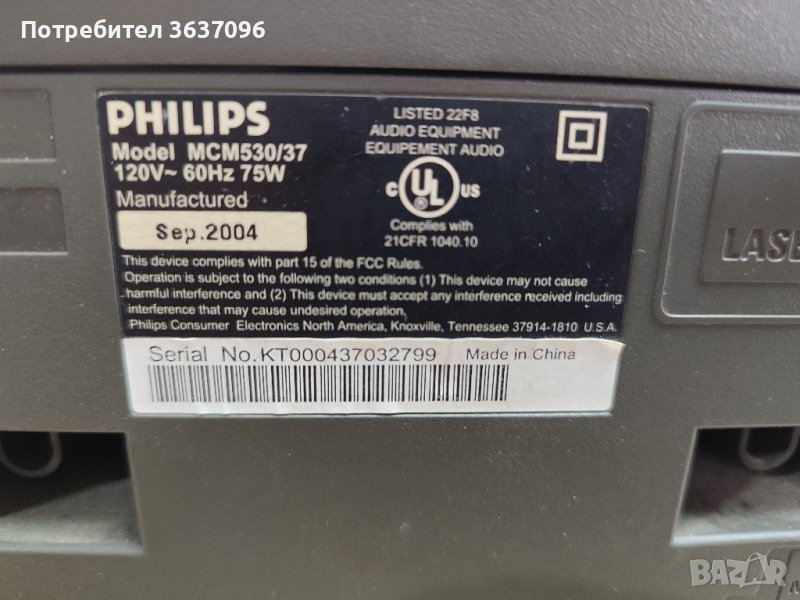 Потребител 3637096
PHILIPS
Model MCM530/37
120V~ 60Hz 75W
Manufactured
Sep.2004
LISTED 22F8
AUDIO EQUIPMENT
EQUIPEMENT AUDIO
C UL US
Complies with
21CFR 1040.10
This device complies with part 15 of the FCC Rules.
Operation is subject to the following two conditions (1) This device may not cause
harmful interference and (2) This device must accept any interference received including
interference that may cause undesired operation.
Philips Consumer Electronics North America, Knoxville, Tennessee 37914-1810 U.S.A.
Serial No.KT000437032799 Made in China
LASE
BAZAR